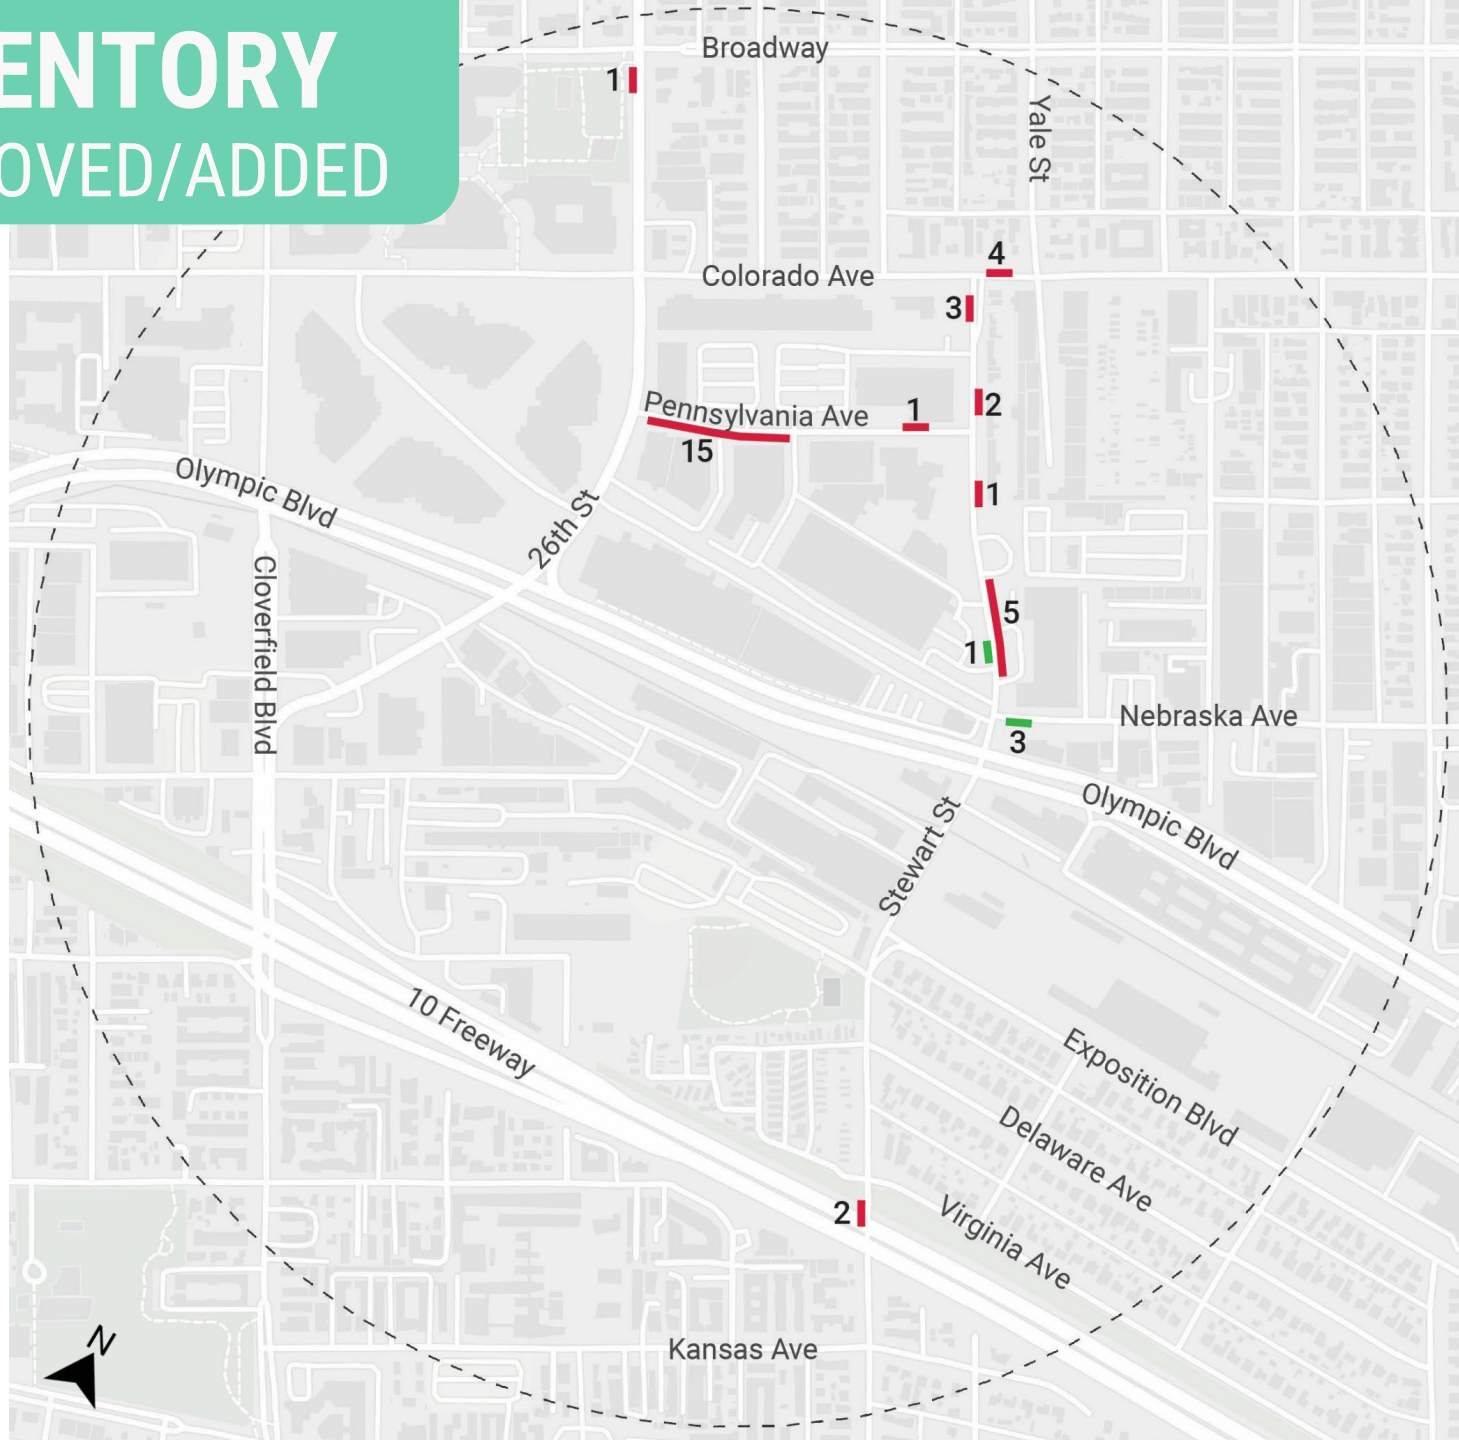 ENTORY
OVED/ADDED
Broadway
1
Yale St
4
Colorado Ave
3
Pennsylvania Ave
1
2
15
Olympic Blvd
26th St
1
Cloverfield Blvd
5
1
Nebraska Ave
3
Olympic Blvd
Stewart St
10 Freeway
Exposition Blvd
Delaware Ave
Virginia Ave
2
N
Kansas Ave